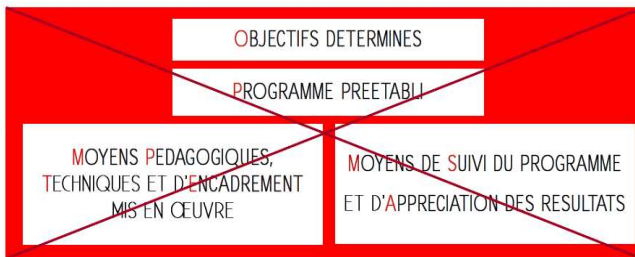 OBJECTIFS DETERMINES
PROGRAMME PREETABLI
MOYENS PEDAGOGIQUES,
TECHNIQUES ET D'ENCADREMENT
MIS EN ŒUVRE
MOYENS DE SUIVI DU PROGRAMME
ET D'APPRECIATION DES RESULTATS